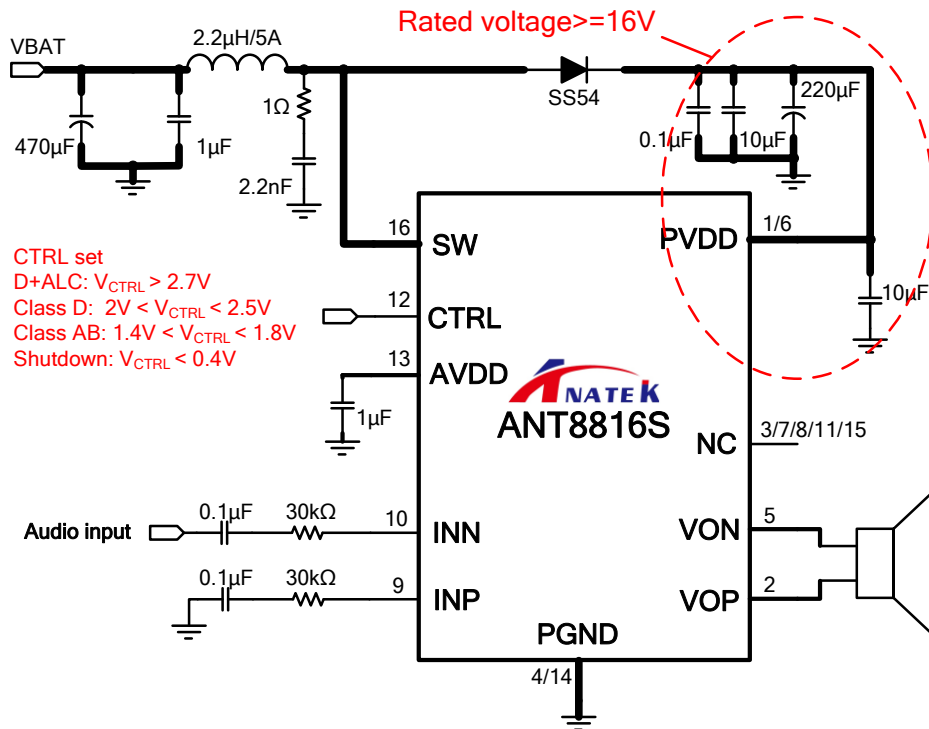 Rated voltage>=16V
VBAT
2.2µH/5A
SS54
470µF
1µF
1Ω
2.2nF
0.1µF
10µF
220µF
16
SW
PVDD
1/6
10µF
CTRL set
D+ALC: VCTRL > 2.7V
Class D: 2V < VCTRL < 2.5V
Class AB: 1.4V < VCTRL < 1.8V
Shutdown: VCTRL < 0.4V
12
CTRL
13
AVDD
1µF
ANATEK
ANT8816S
NC
3/7/8/11/15
Audio input
0.1µF
30kΩ
10
INN
VON
5
0.1µF
30kΩ
9
INP
VOP
2
PGND
4/14